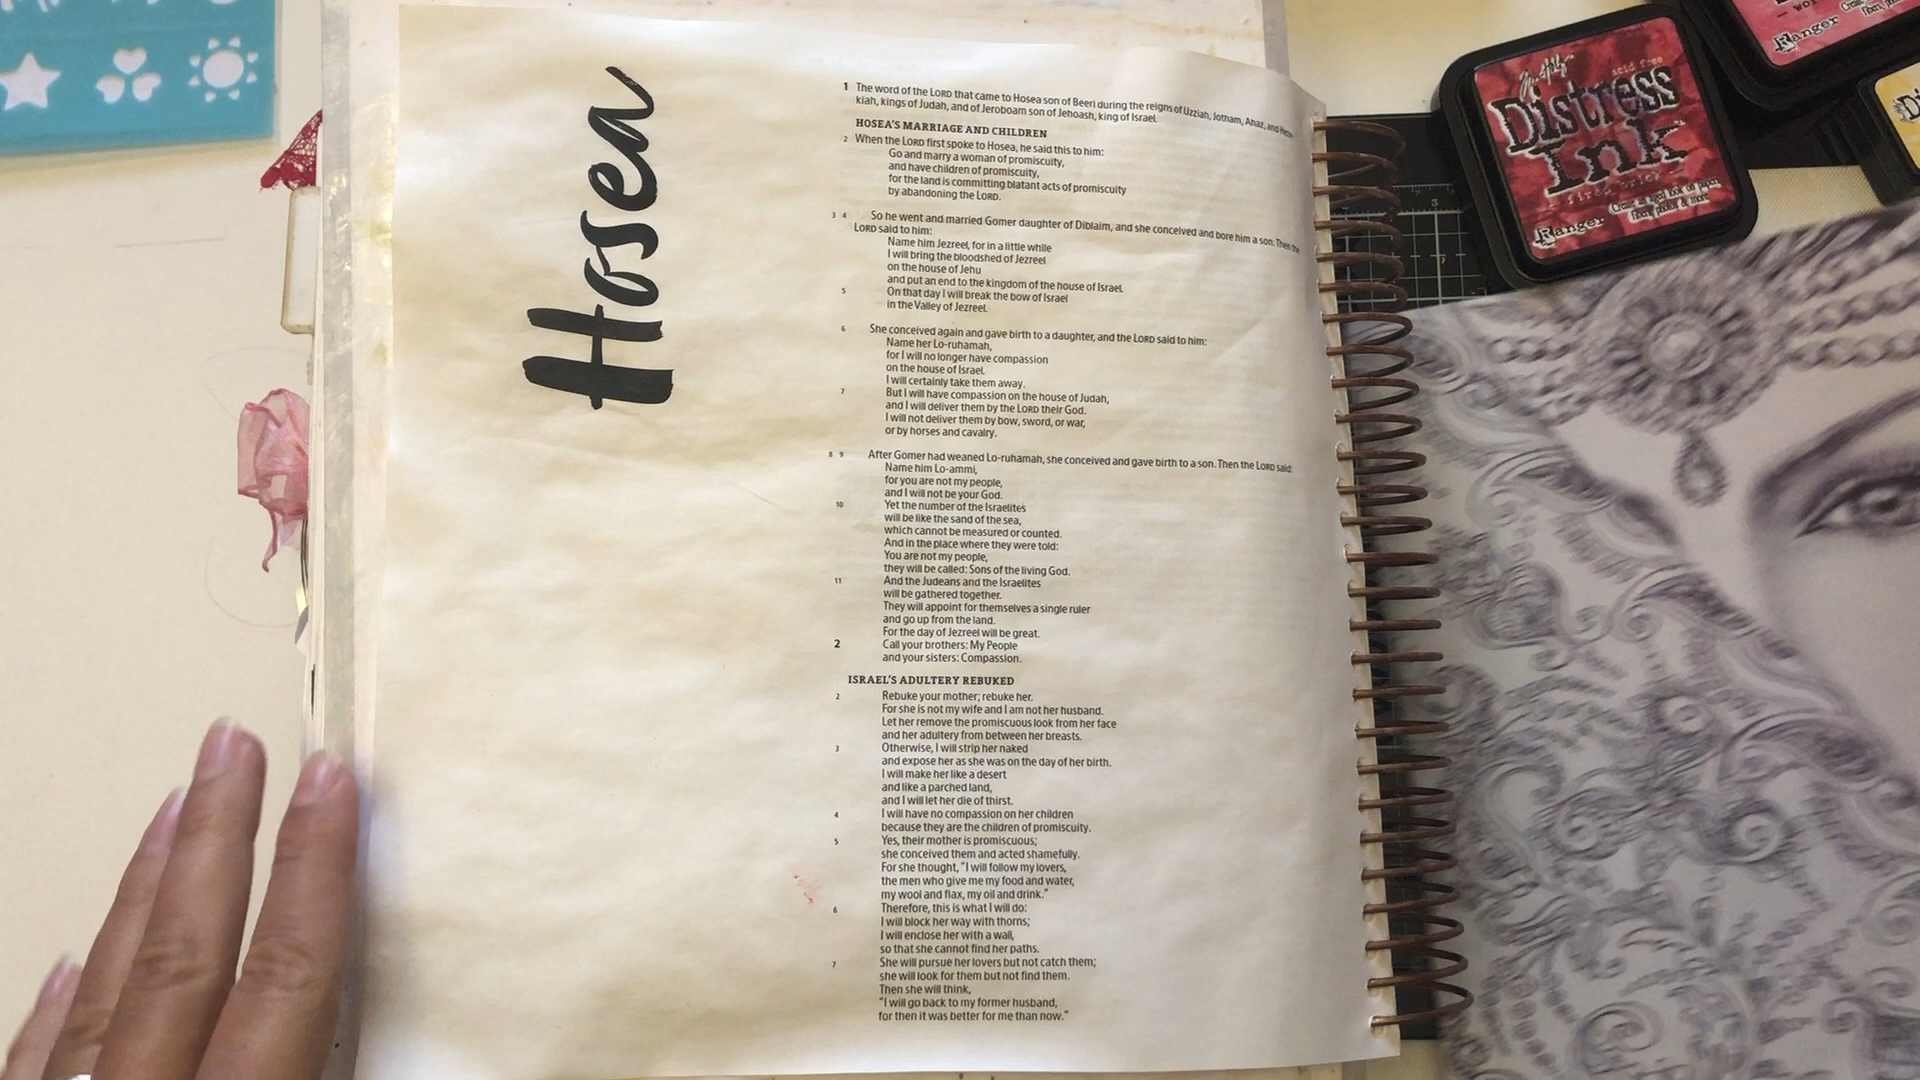 Hosea
1 The word of the LORD that came to Hosea son of Beeri during the reigns of Uzziah, Jotham, Ahaz, and Heze-
kiah, kings of Judah, and of Jeroboam son of Jehoash, king of Israel.
HOSEA'S MARRIAGE AND CHILDREN
2 When the LORD first spoke to Hosea, he said this to him:
Go and marry a woman of promiscuity,
and have children of promiscuity,
for the land is committing blatant acts of promiscuity
by abandoning the LORD.
3 4 So he went and married Gomer daughter of Diblaim, and she conceived and bore him a son. Then the
LORD said to him:
Name him Jezreel, for in a little while
I will bring the bloodshed of Jezreel
on the house of Jehu
and put an end to the kingdom of the house of Israel.
5 On that day I will break the bow of Israel
in the Valley of Jezreel.
6 She conceived again and gave birth to a daughter, and the LORD said to him:
Name her Lo-ruhamah,
for I will no longer have compassion
on the house of Israel.
I will certainly take them away.
7 But I will have compassion on the house of Judah,
and I will deliver them by the LORD their God.
I will not deliver them by bow, sword, or war,
or by horses and cavalry.
8 9 After Gomer had weaned Lo-ruhamah, she conceived and gave birth to a son. Then the LORD said:
Name him Lo-ammi,
for you are not my people,
and I will not be your God.
10 Yet the number of the Israelites
will be like the sand of the sea,
which cannot be measured or counted.
And in the place where they were told:
You are not my people,
they will be called: Sons of the living God.
11 And the Judeans and the Israelites
will be gathered together.
They will appoint for themselves a single ruler
and go up from the land.
For the day of Jezreel will be great.
2 Call your brothers: My People
and your sisters: Compassion.
ISRAEL'S ADULTERY REBUKED
2 Rebuke your mother; rebuke her.
For she is not my wife and I am not her husband.
Let her remove the promiscuous look from her face
and her adultery from between her breasts.
3 Otherwise, I will strip her naked
and expose her as she was on the day of her birth.
I will make her like a desert
and like a parched land,
and I will let her die of thirst.
4 I will have no compassion on her children
because they are the children of promiscuity.
5 Yes, their mother is promiscuous;
she conceived them and acted shamefully.
For she thought, "I will follow my lovers,
the men who give me my food and water,
my wool and flax, my oil and drink."
6 Therefore, this is what I will do:
I will block her way with thorns;
I will enclose her with a wall,
so that she cannot find her paths.
7 She will pursue her lovers but not catch them;
she will look for them but not find them.
Then she will think,
"I will go back to my former husband,
for then it was better for me than now."
acid free
Distress
Ink
fired brick
Ranger
Ranger
5